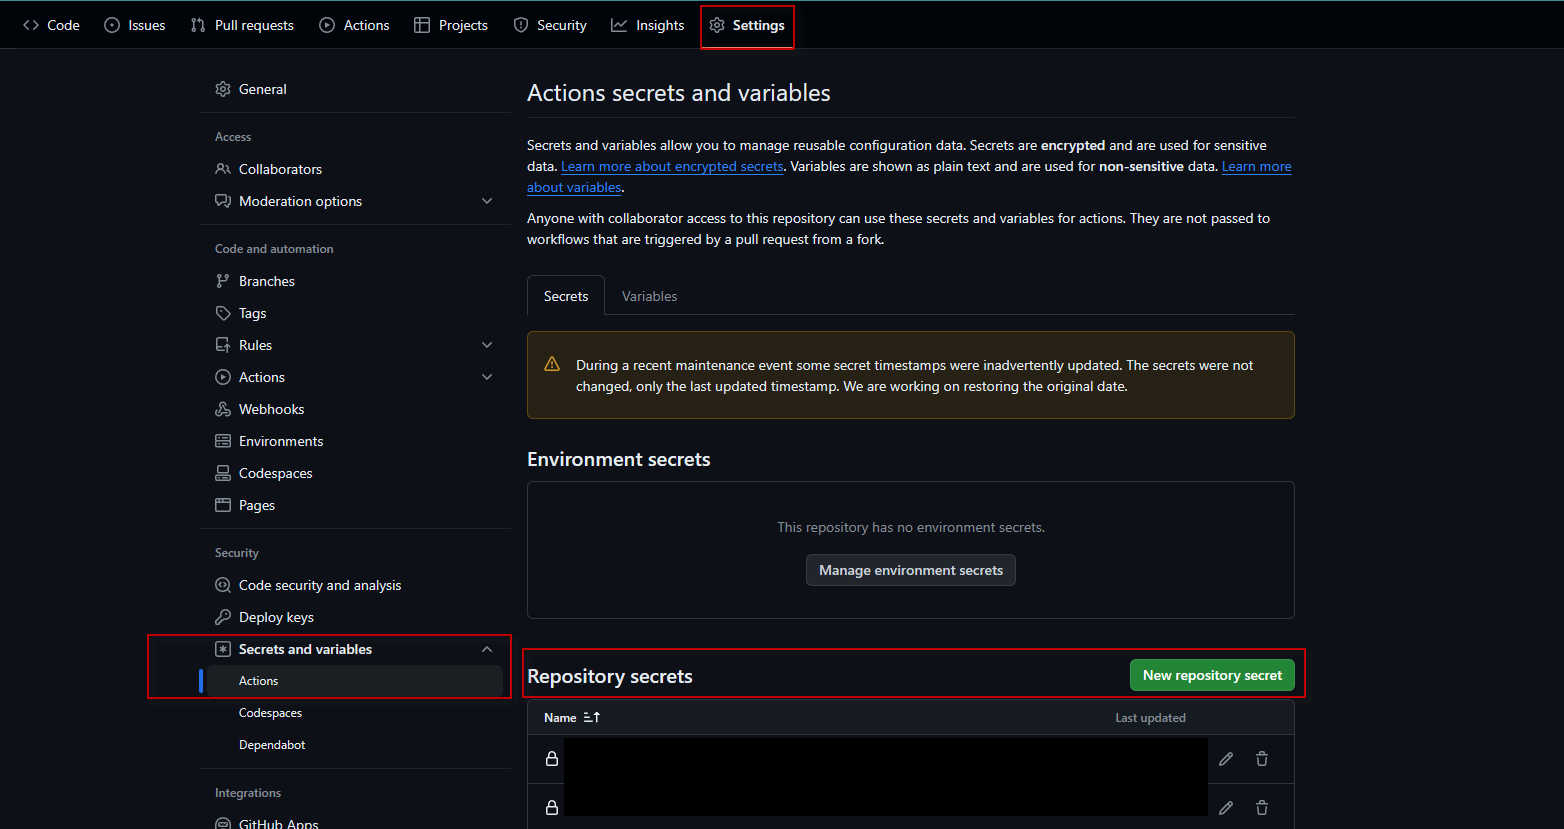 Code Issues Pull requests Actions Projects Security Insights Settings
General
Access
Collaborators
Moderation options
Code and automation
Branches
Tags
Rules
Actions
Webhooks
Environments
Codespaces
Pages
Security
Code security and analysis
Deploy keys
Secrets and variables
Actions
Codespaces
Dependabot
Integrations
GitHub Apps
Actions secrets and variables
Secrets and variables allow you to manage reusable configuration data. Secrets are encrypted and are used for sensitive
data. Learn more about encrypted secrets. Variables are shown as plain text and are used for non-sensitive data. Learn more
about variables.
Anyone with collaborator access to this repository can use these secrets and variables for actions. They are not passed to
workflows that are triggered by a pull request from a fork.
Secrets Variables
During a recent maintenance event some secret timestamps were inadvertently updated. The secrets were not
changed, only the last updated timestamp. We are working on restoring the original date.
Environment secrets
This repository has no environment secrets.
Manage environment secrets
Repository secrets New repository secret
Name Last updated